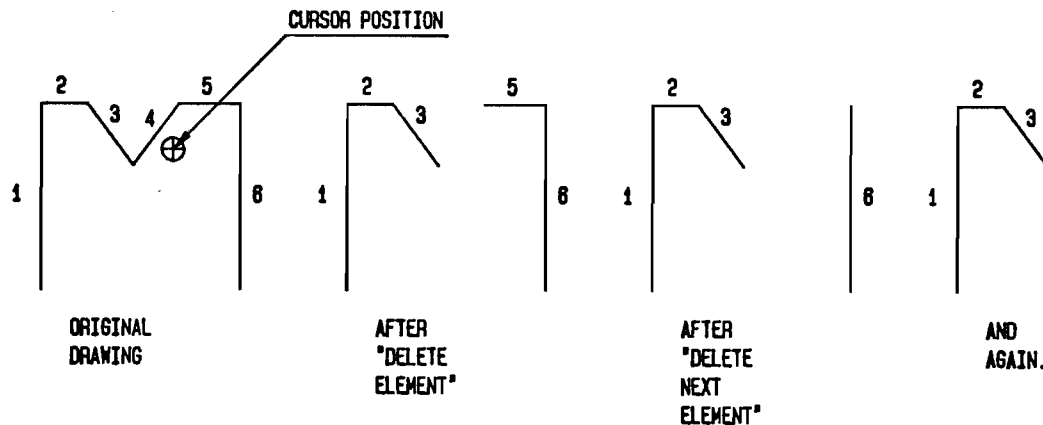 CURSOR POSITION
2 5 2 5 2 2
3 4 3 3 3
1 6 1 6 1 6 1
ORIGINAL
DRAWING
AFTER
"DELETE
ELEMENT"
AFTER
"DELETE
NEXT
ELEMENT"
AND
AGAIN.